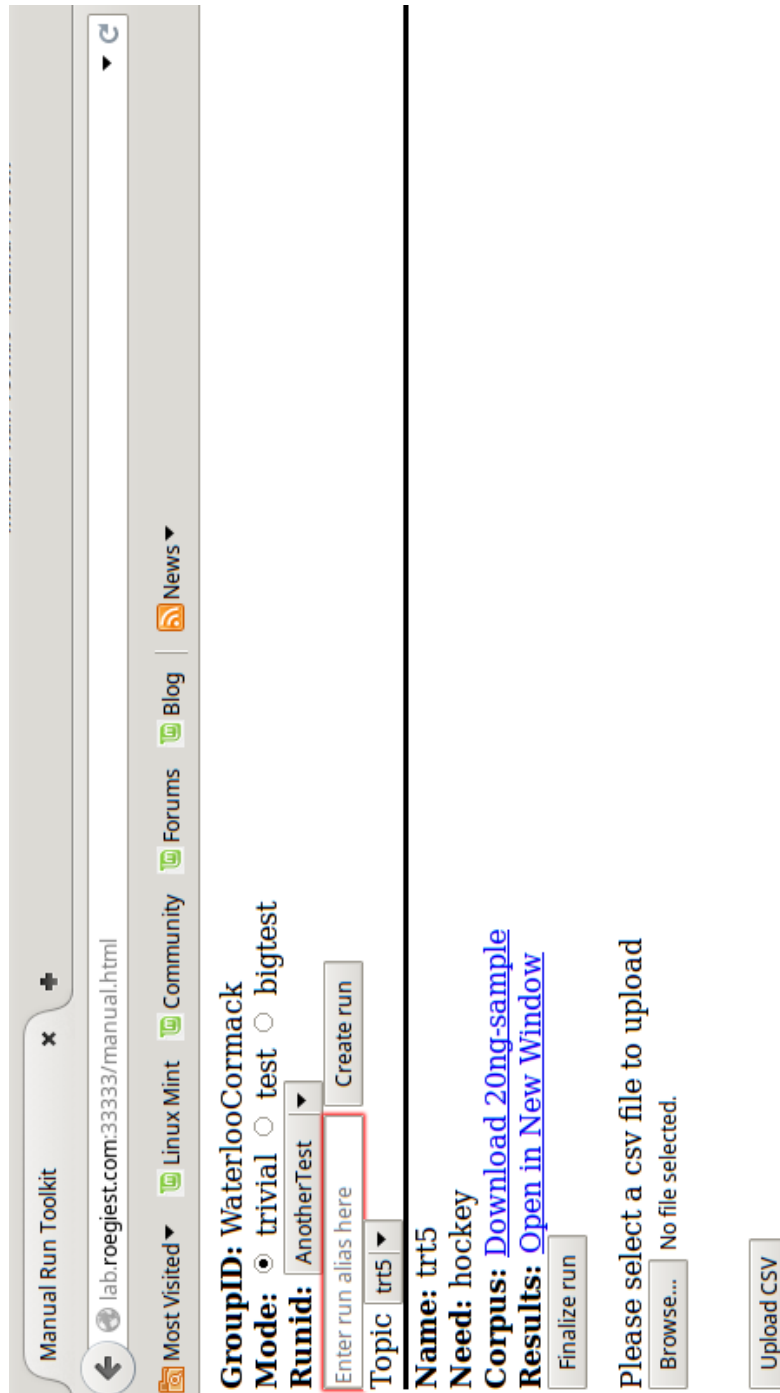 Manual Run Toolkit
lab.roegiest.com:33333/manual.html
Most Visited Linux Mint Community Forums Blog News
GroupID: WaterlooCormack
Mode: trivial test bigtest
Runid: AnotherTest
Enter run alias here Create run
Topic trt5
Name: trt5
Need: hockey
Corpus: Download 20ng-sample
Results: Open in New Window
Finalize run
Please select a csv file to upload
Browse... No file selected.
Upload CSV